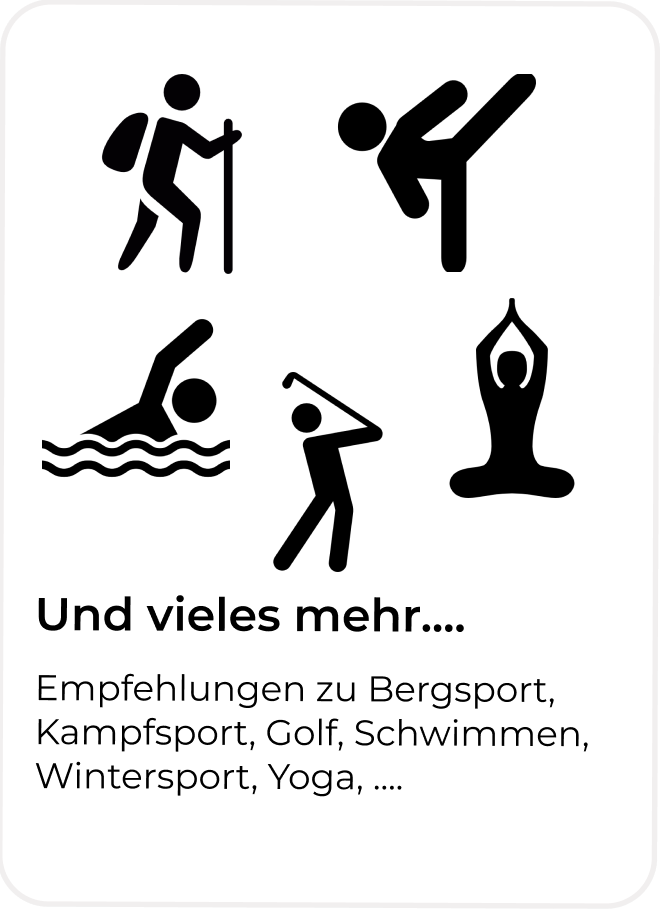 Und vieles mehr....
Empfehlungen zu Bergsport,
Kampfsport, Golf, Schwimmen,
Wintersport, Yoga, ....